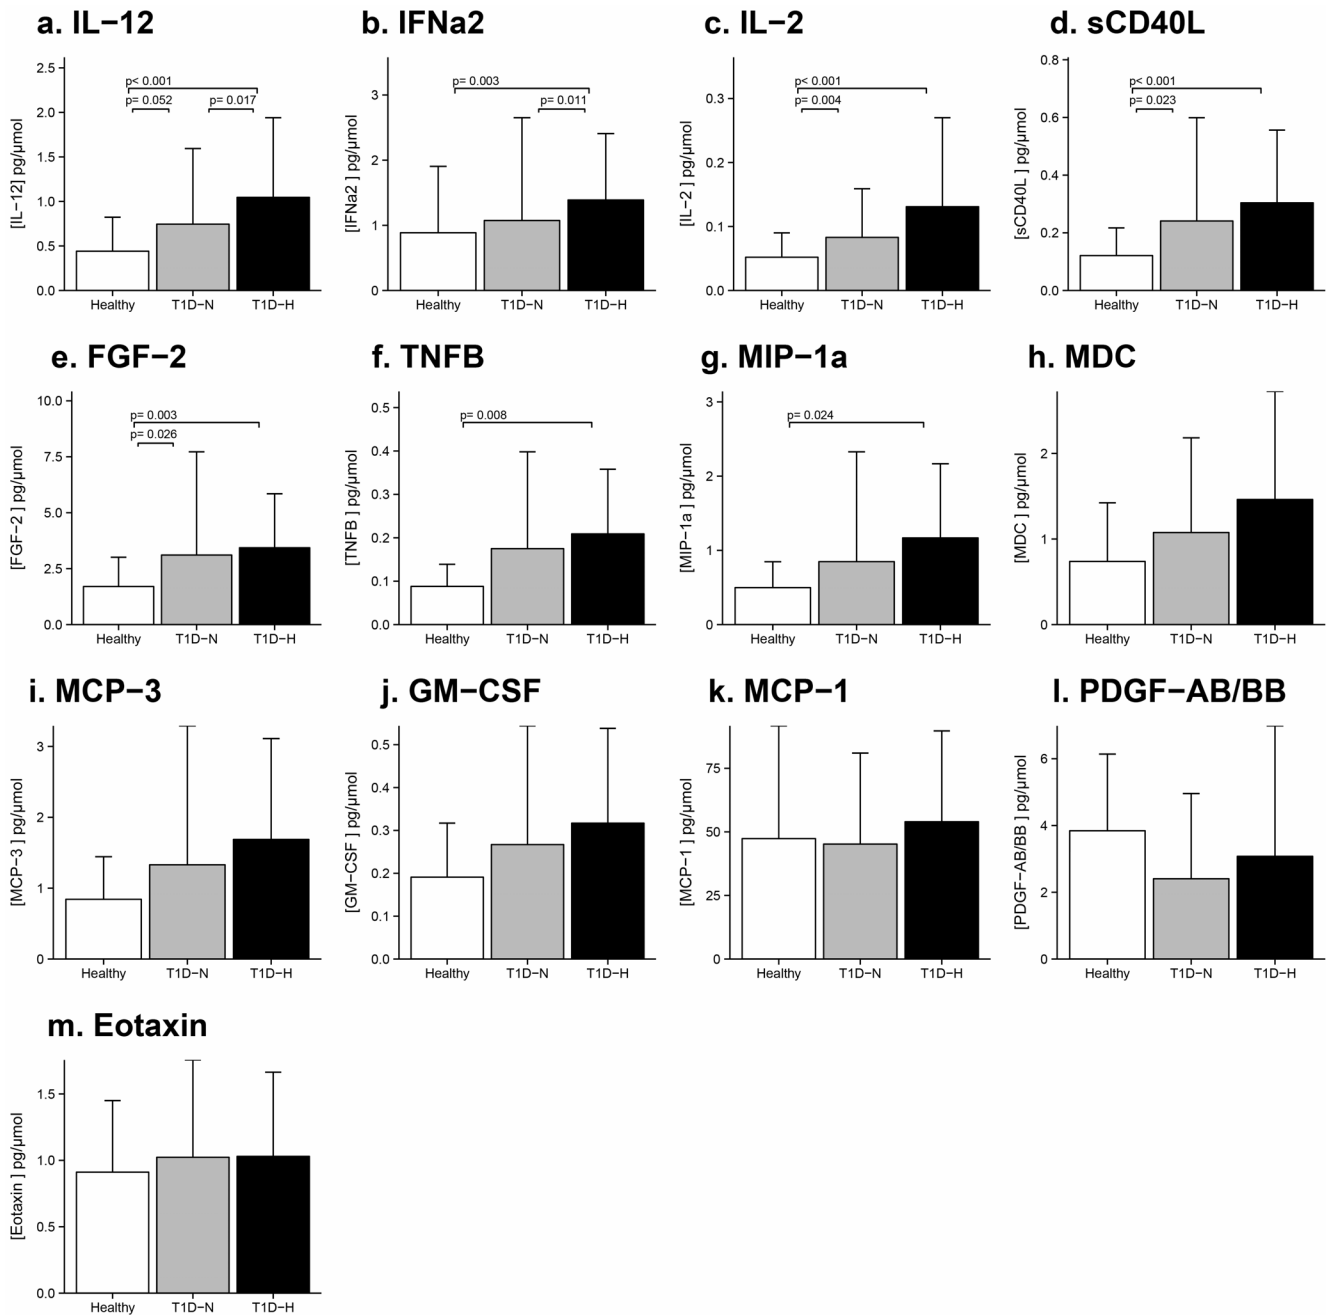 a. IL−12
b. IFNa2
c. IL−2
d. sCD40L
[IL−12] pg/µmol
2.5
2.0
1.5
1.0
0.5
0.0
p< 0.001
p= 0.052
p= 0.017
Healthy
T1D−N
T1D−H
[IFNa2 ] pg/µmol
3
2
1
0
p= 0.003
p= 0.011
Healthy
T1D−N
T1D−H
[IL−2 ] pg/µmol
0.3
0.2
0.1
0.0
p< 0.001
p= 0.004
Healthy
T1D−N
T1D−H
[sCD40L ] pg/µmol
0.8
0.6
0.4
0.2
0.0
p< 0.001
p= 0.023
Healthy
T1D−N
T1D−H
e. FGF−2
f. TNFB
g. MIP−1a
h. MDC
[FGF−2 ] pg/µmol
10.0
7.5
5.0
2.5
0.0
p= 0.003
p= 0.026
Healthy
T1D−N
T1D−H
[TNFB ] pg/µmol
0.5
0.4
0.3
0.2
0.1
0.0
p= 0.008
Healthy
T1D−N
T1D−H
[MIP−1a ] pg/µmol
3
2
1
0
p= 0.024
Healthy
T1D−N
T1D−H
[MDC ] pg/µmol
2
1
0
Healthy
T1D−N
T1D−H
i. MCP−3
j. GM−CSF
k. MCP−1
l. PDGF−AB/BB
[MCP−3 ] pg/µmol
3
2
1
0
Healthy
T1D−N
T1D−H
[GM−CSF ] pg/µmol
0.5
0.4
0.3
0.2
0.1
0.0
Healthy
T1D−N
T1D−H
[MCP−1 ] pg/µmol
75
50
25
0
Healthy
T1D−N
T1D−H
[PDGF−AB/BB ] pg/µmol
6
4
2
0
Healthy
T1D−N
T1D−H
m. Eotaxin
[Eotaxin ] pg/µmol
1.5
1.0
0.5
0.0
Healthy
T1D−N
T1D−H